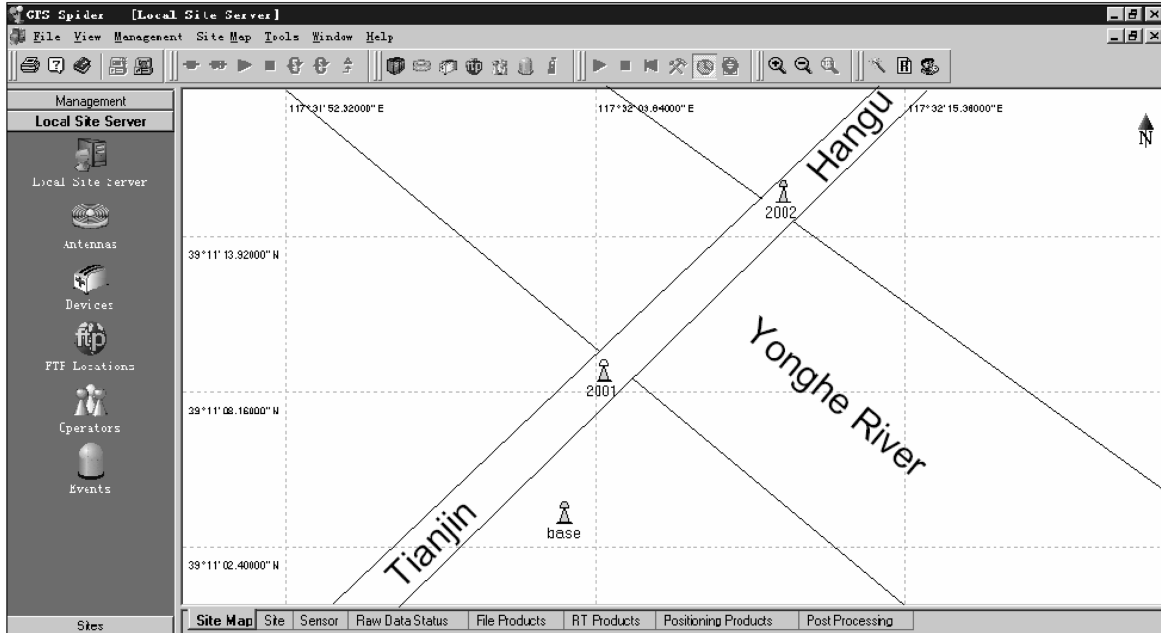 GPS Spider [Local Site Server]
File View Management Site Map Tools Window Help
Management
Local Site Server
Local Site Server
Antennas
Devices
FTP Locations
Operators
Events
Sites
117°31'52.32000" E
117°32'03.84000" E
117°32'15.36000" E
N
Hangu
2002
39°11'13.92000" N
Yonghe River
2001
39°11'08.16000" N
Tianjin
base
39°11'02.40000" N
Site Map Site Sensor Raw Data Status File Products RT Products Positioning Products Post Processing